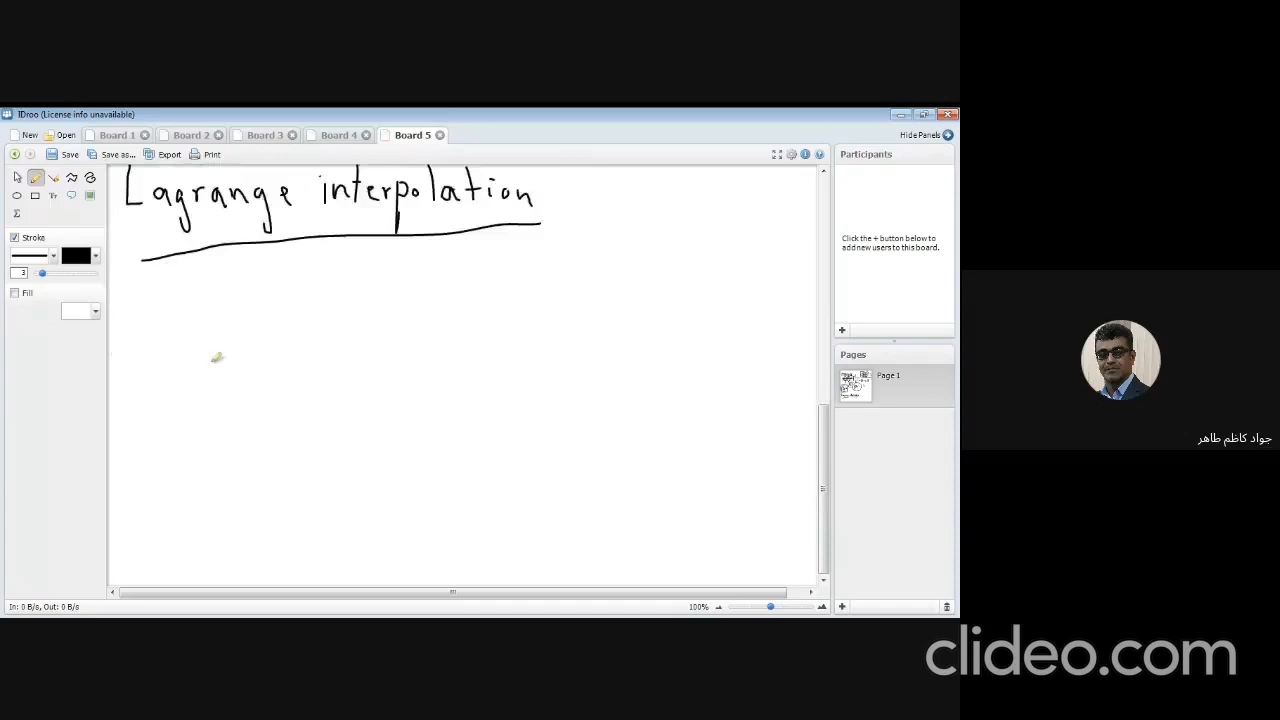 IDroo (License info unavailable)
New Open Board 1 Board 2 Board 3 Board 4 Board 5 Hide Panels
Save Save as... Export Print
Participants
Lagrange interpolation
Tт
Σ
Stroke
3
Fill
Click the + button below to
add new users to this board.
Pages
Page 1
جواد كاظم طاهر
In: 0 B/s, Out: 0 B/s 100%
clideo.com